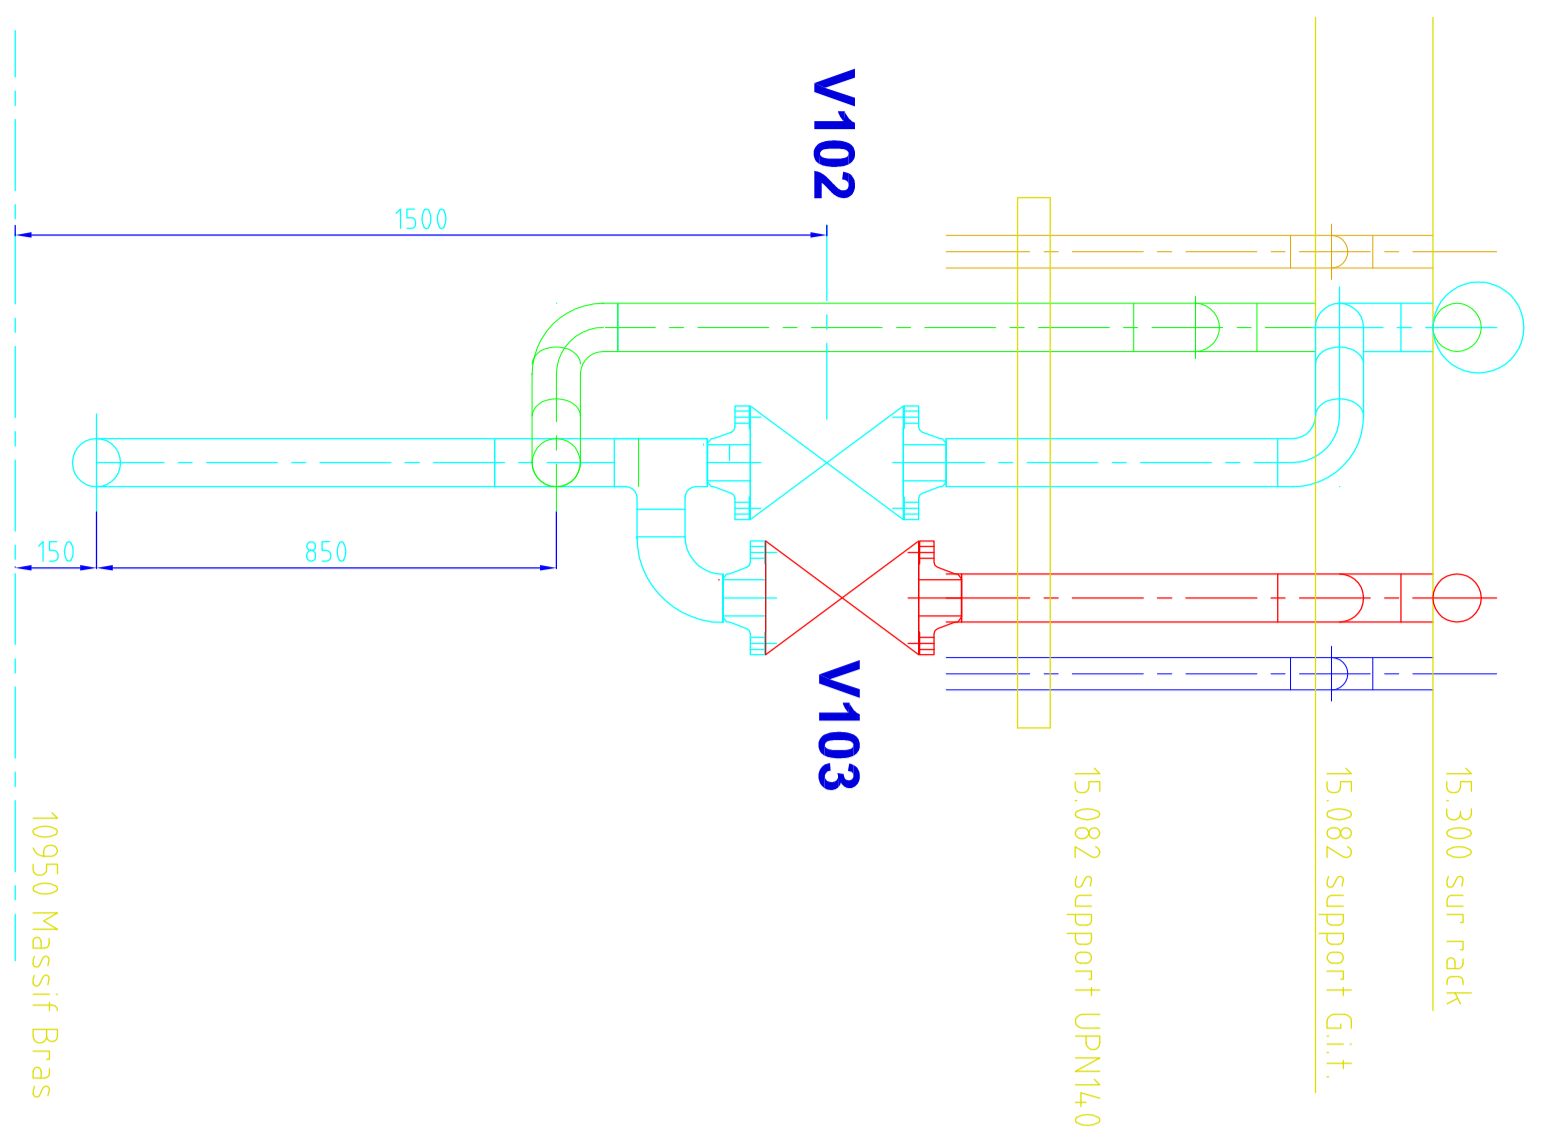 V102
1500
150
850
V103
15.300 sur rack
15.082 support G.i.t.
15.082 support UPN140
10950 Massif Bras